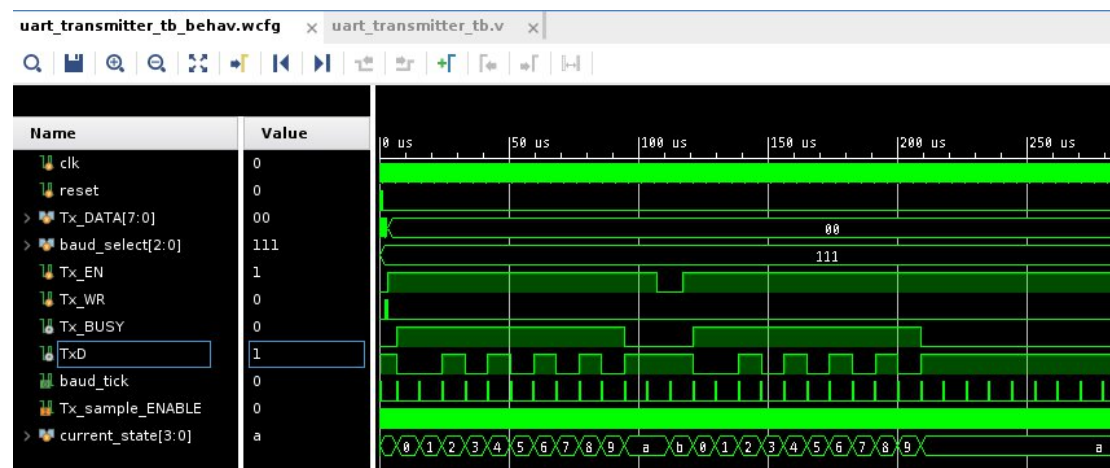 uart_transmitter_tb_behav.wcfg × uart_transmitter_tb.v ×
Name Value 0 us 50 us 100 us 150 us 200 us 250 us
clk 0
reset 0
Tx_DATA[7:0] 00 00
baud_select[2:0] 111 111
Tx_EN 1
Tx_WR 0
Tx_BUSY 0
TxD 1
baud_tick 0
Tx_sample_ENABLE 0
current_state[3:0] a 0 1 2 3 4 5 6 7 8 9 a b 0 1 2 3 4 5 6 7 8 9 a